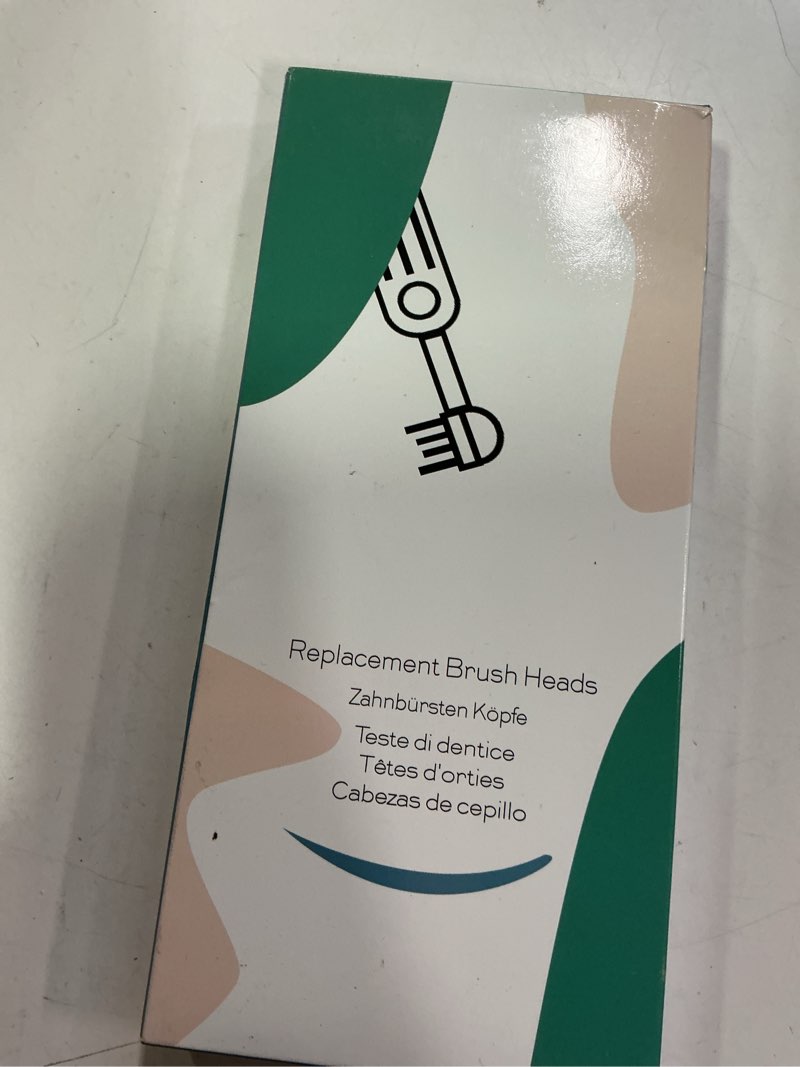 Replacement Brush Heads
Zahnbürsten Köpfe
Teste di dentice
Têtes d'orties
Cabezas de cepillo